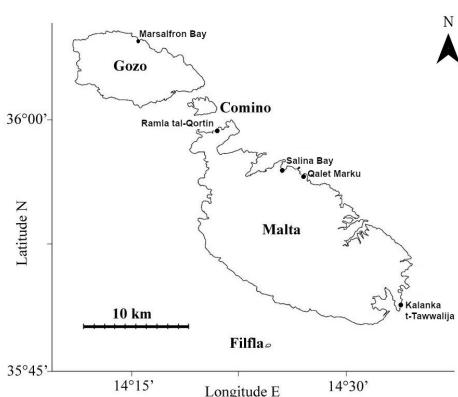 N
Marsalfron Bay
Gozo
Comino
36°00'
Ramla tal-Qortin
Salina Bay
Qalet Marku
Latitude N
Malta
10 km
Kalanka
t-Tawwalija
Filfla
35°45'
14°15'
Longitude E
14°30'